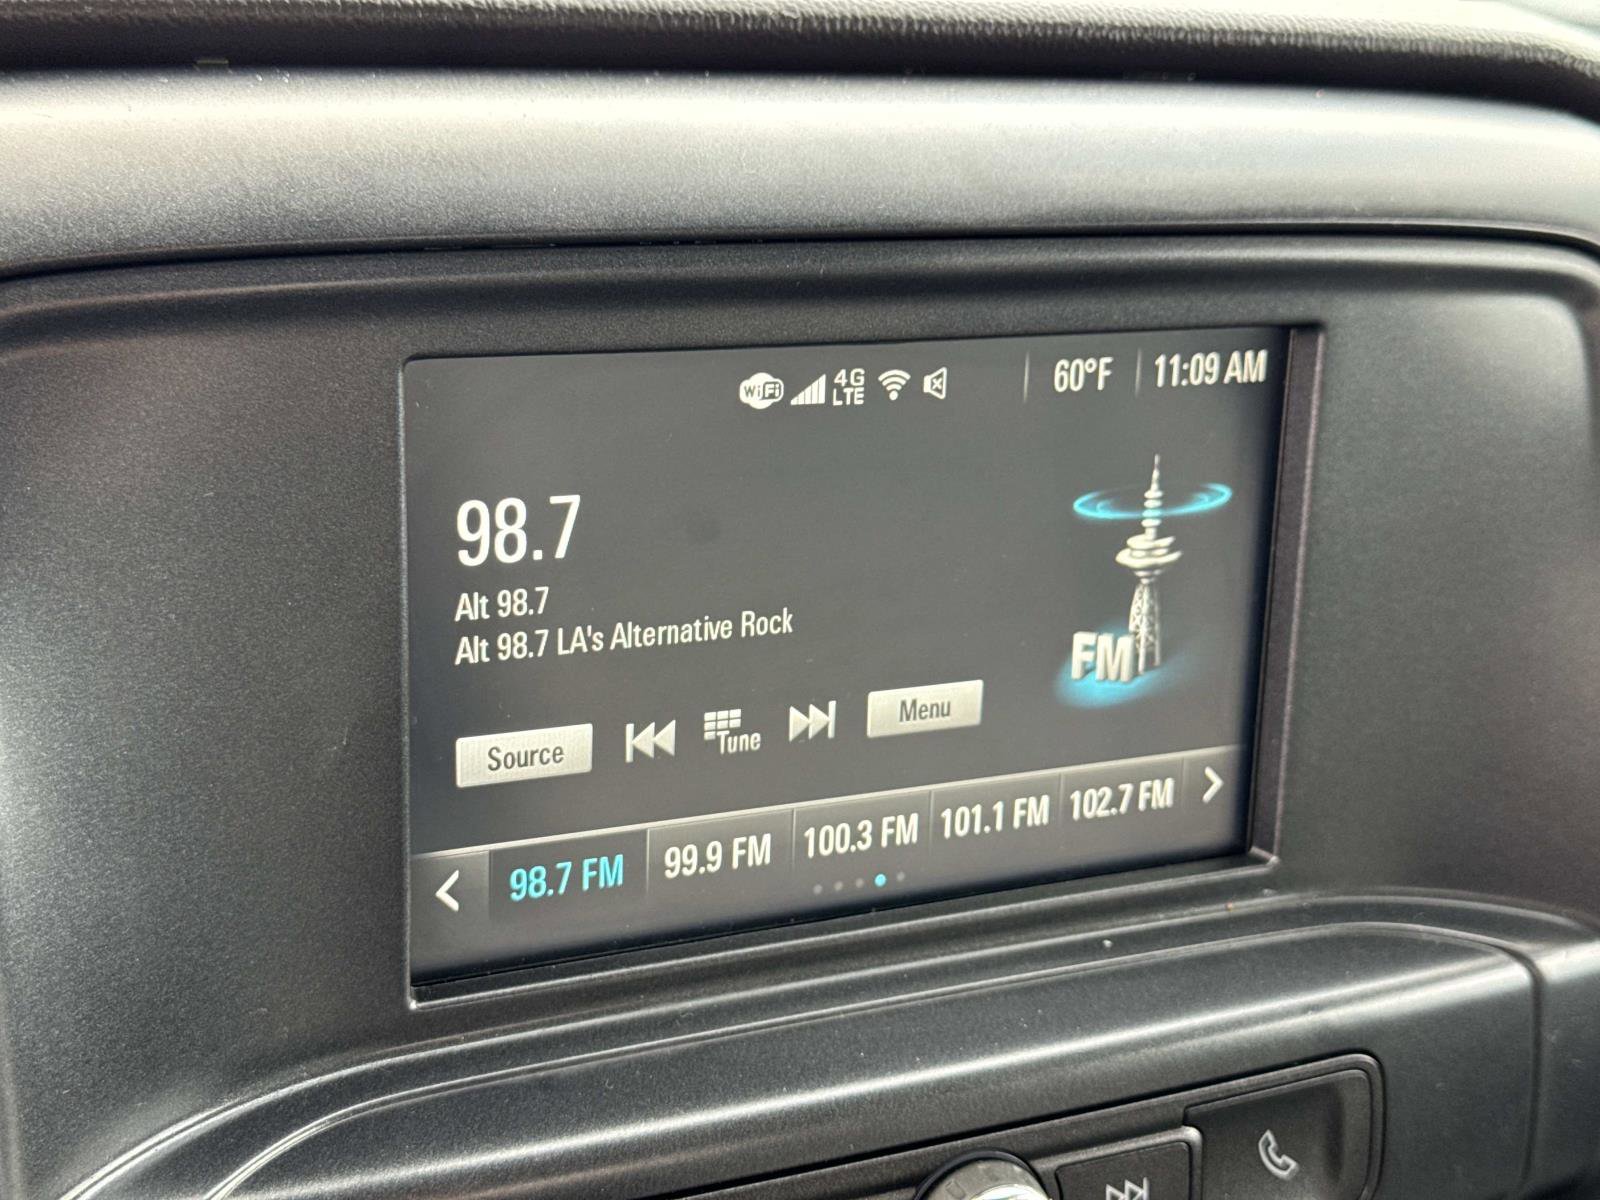 WiFi 4G LTE 60°F 11:09 AM
98.7
Alt 98.7
Alt 98.7 LA's Alternative Rock
FM
Source Tune Menu
98.7 FM 99.9 FM 100.3 FM 101.1 FM 102.7 FM